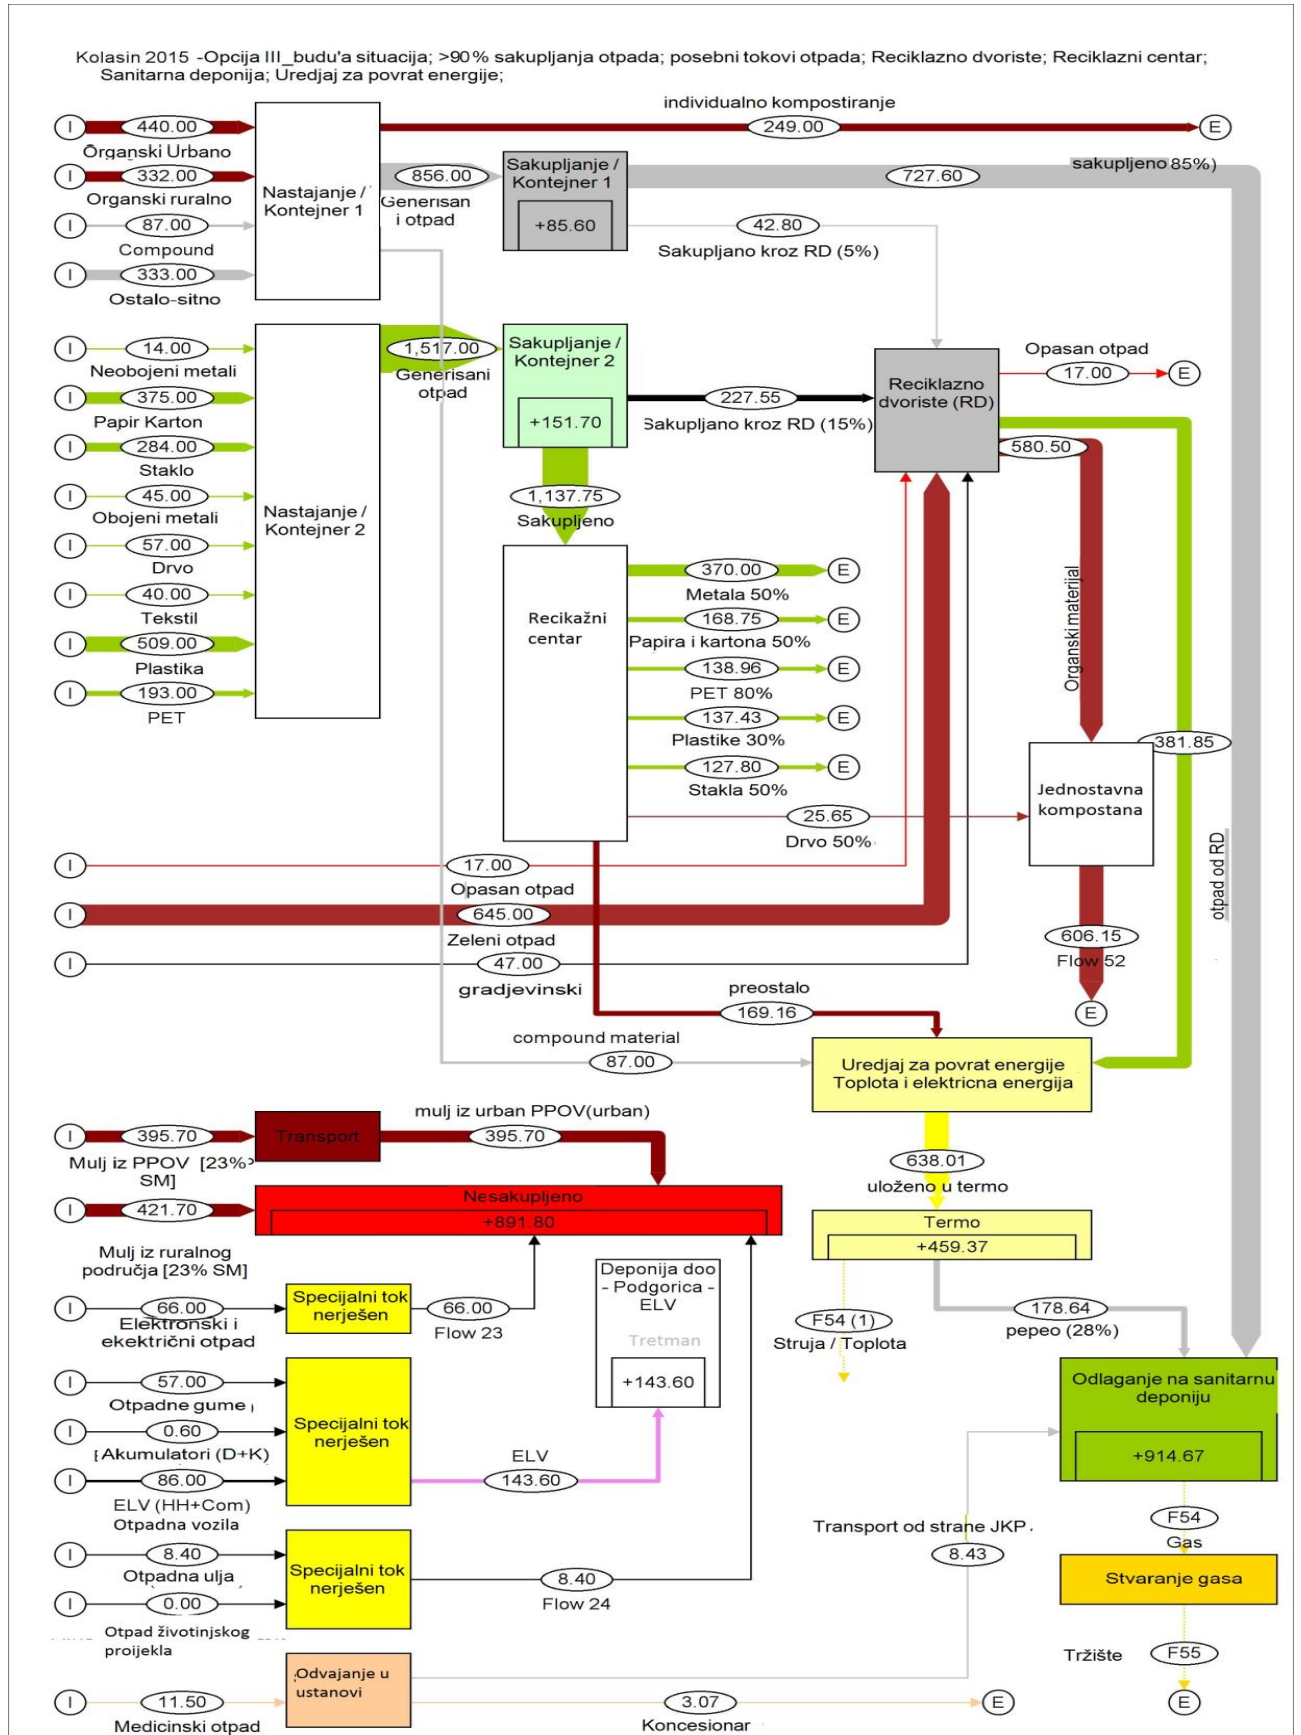 Kolasin 2015 -Opcija III_budu'a situacija; >90% sakupljanja otpada; posebni tokovi otpada; Reciklazno dvoriste; Reciklazni centar;
Sanitarna deponija; Uredjaj za povrat energije;
individualno kompostiranje
I 440.00
249.00 E
Organski Urbano
I 332.00
Organski ruralno
Nastajanje /
Kontejner 1
856.00
Generisan
i otpad
Sakupljanje /
Kontejner 1
+85.60
727.60
sakupljeno 85%)
I 87.00
Compound
42.80
Sakupljano kroz RD (5%)
I 333.00
Ostalo-sitno
I 14.00
Neobojeni metali
1,517.00
Generisani
otpad
Sakupljanje /
Kontejner 2
+151.70
Opasan otpad
17.00 E
Reciklazno
dvoriste (RD)
I 375.00
Papir Karton
227.55
Sakupljano kroz RD (15%)
580.50
I 284.00
Staklo
I 45.00
Obojeni metali
1,137.75
Sakupljeno
Nastajanje /
Kontejner 2
I 57.00
Drvo
I 40.00
Tekstil
I 509.00
Plastika
I 193.00
PET
Recikažni
centar
370.00 E
Metala 50%
168.75 E
Papira i kartona 50%
138.96 E
PET 80%
137.43 E
Plastike 30%
127.80 E
Stakla 50%
25.65
Drvo 50%
Organski materijal
381.85
Jednostavna
kompostana
otpad od RD
I 17.00
Opasan otpad
I 645.00
Zeleni otpad
I 47.00
gradjevinski
606.15
Flow 52
E
preostalo
169.16
compound material
87.00
Uredjaj za povrat energije
Toplota i elektricna energija
I 395.70
Mulj iz PPOV [23%
SM]
Transport
mulj iz urban PPOV(urban)
395.70
638.01
uloženo u termo
I 421.70
Mulj iz ruralnog
područja [23% SM]
Nesakupljeno
+891.80
Termo
+459.37
I 66.00
Elektronski i
ekektrični otpad
Specijalni tok
nerješen
66.00
Flow 23
Deponija doo
- Podgorica -
ELV
Tretman
+143.60
F54 (1)
Struja / Toplota
178.64
pepeo (28%)
I 57.00
Otpadne gume
I 0.60
Akumulatori (D+K)
I 86.00
ELV (HH+Com)
Otpadna vozila
Specijalni tok
nerješen
ELV
143.60
Odlaganje na sanitarnu
deponiju
+914.67
I 8.40
Otpadna ulja
I 0.00
Otpad životinjskog
proijekla
Specijalni tok
nerješen
8.40
Flow 24
Transport od strane JKP
8.43
F54
Gas
Stvaranje gasa
Tržište
F55
E
I 11.50
Medicinski otpad
Odvajanje u
ustanovi
3.07 E
Koncesionar